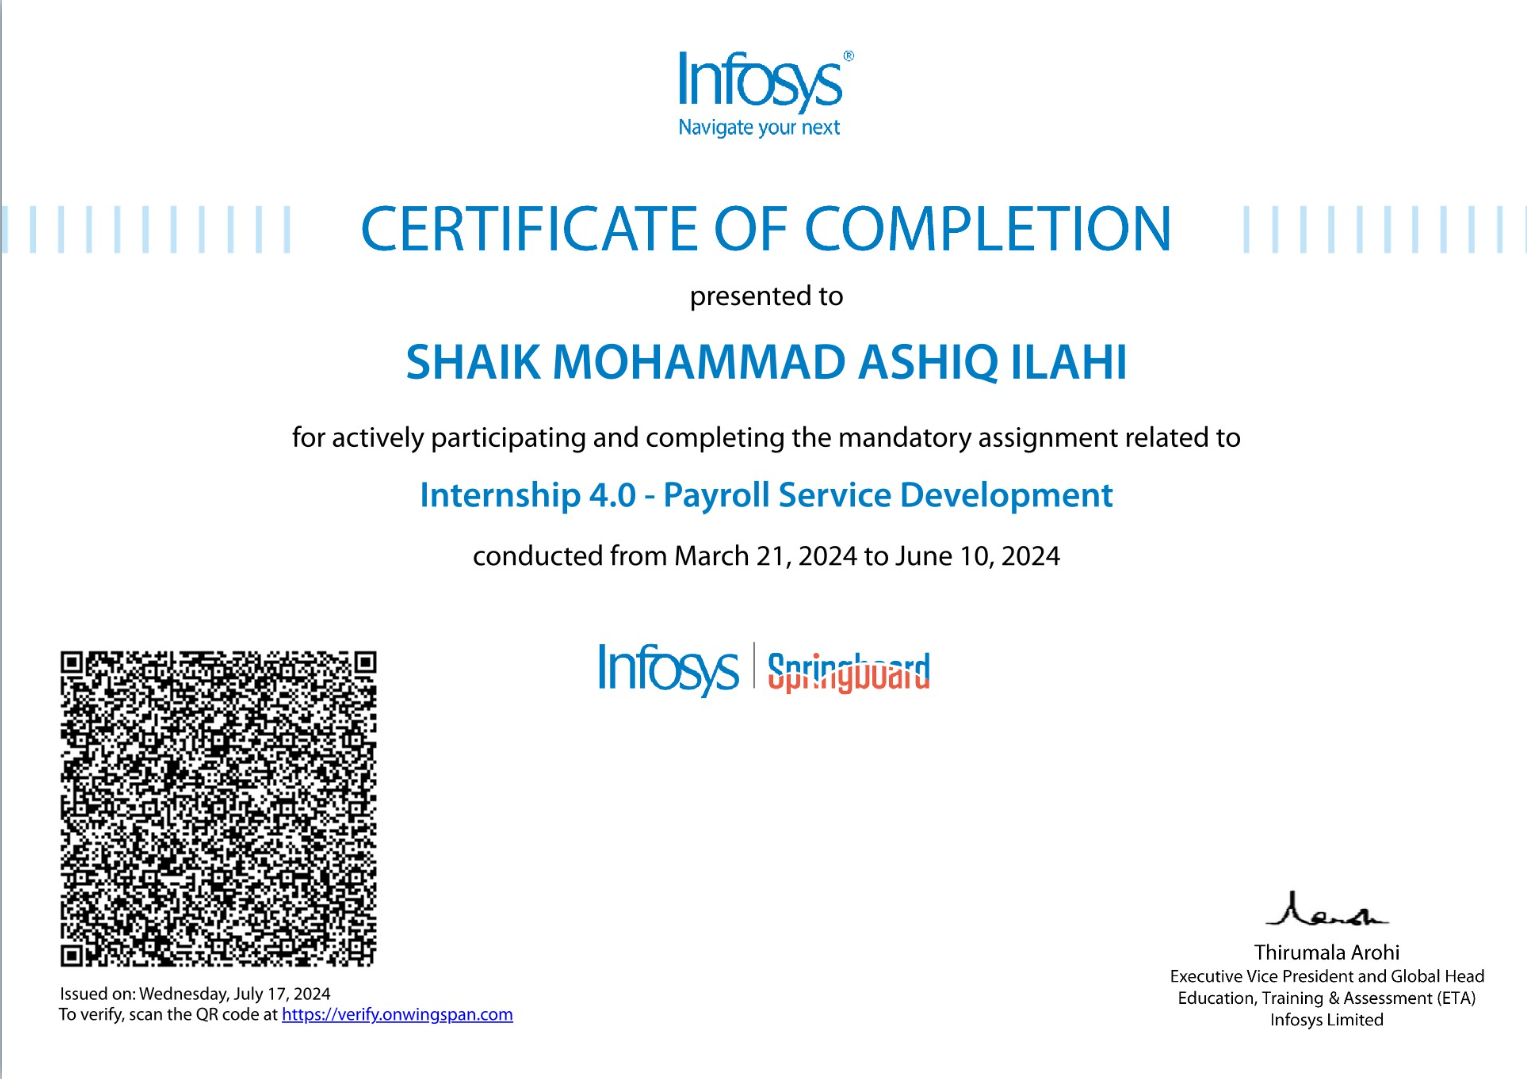 Infosys®
Navigate your next
CERTIFICATE OF COMPLETION
presented to
SHAIK MOHAMMAD ASHIQ ILAHI
for actively participating and completing the mandatory assignment related to
Internship 4.0 - Payroll Service Development
conducted from March 21, 2024 to June 10, 2024
Infosys | Springboard
Issued on: Wednesday, July 17, 2024
To verify, scan the QR code at https://verify.onwingspan.com
Thirumala Arohi
Executive Vice President and Global Head
Education, Training & Assessment (ETA)
Infosys Limited